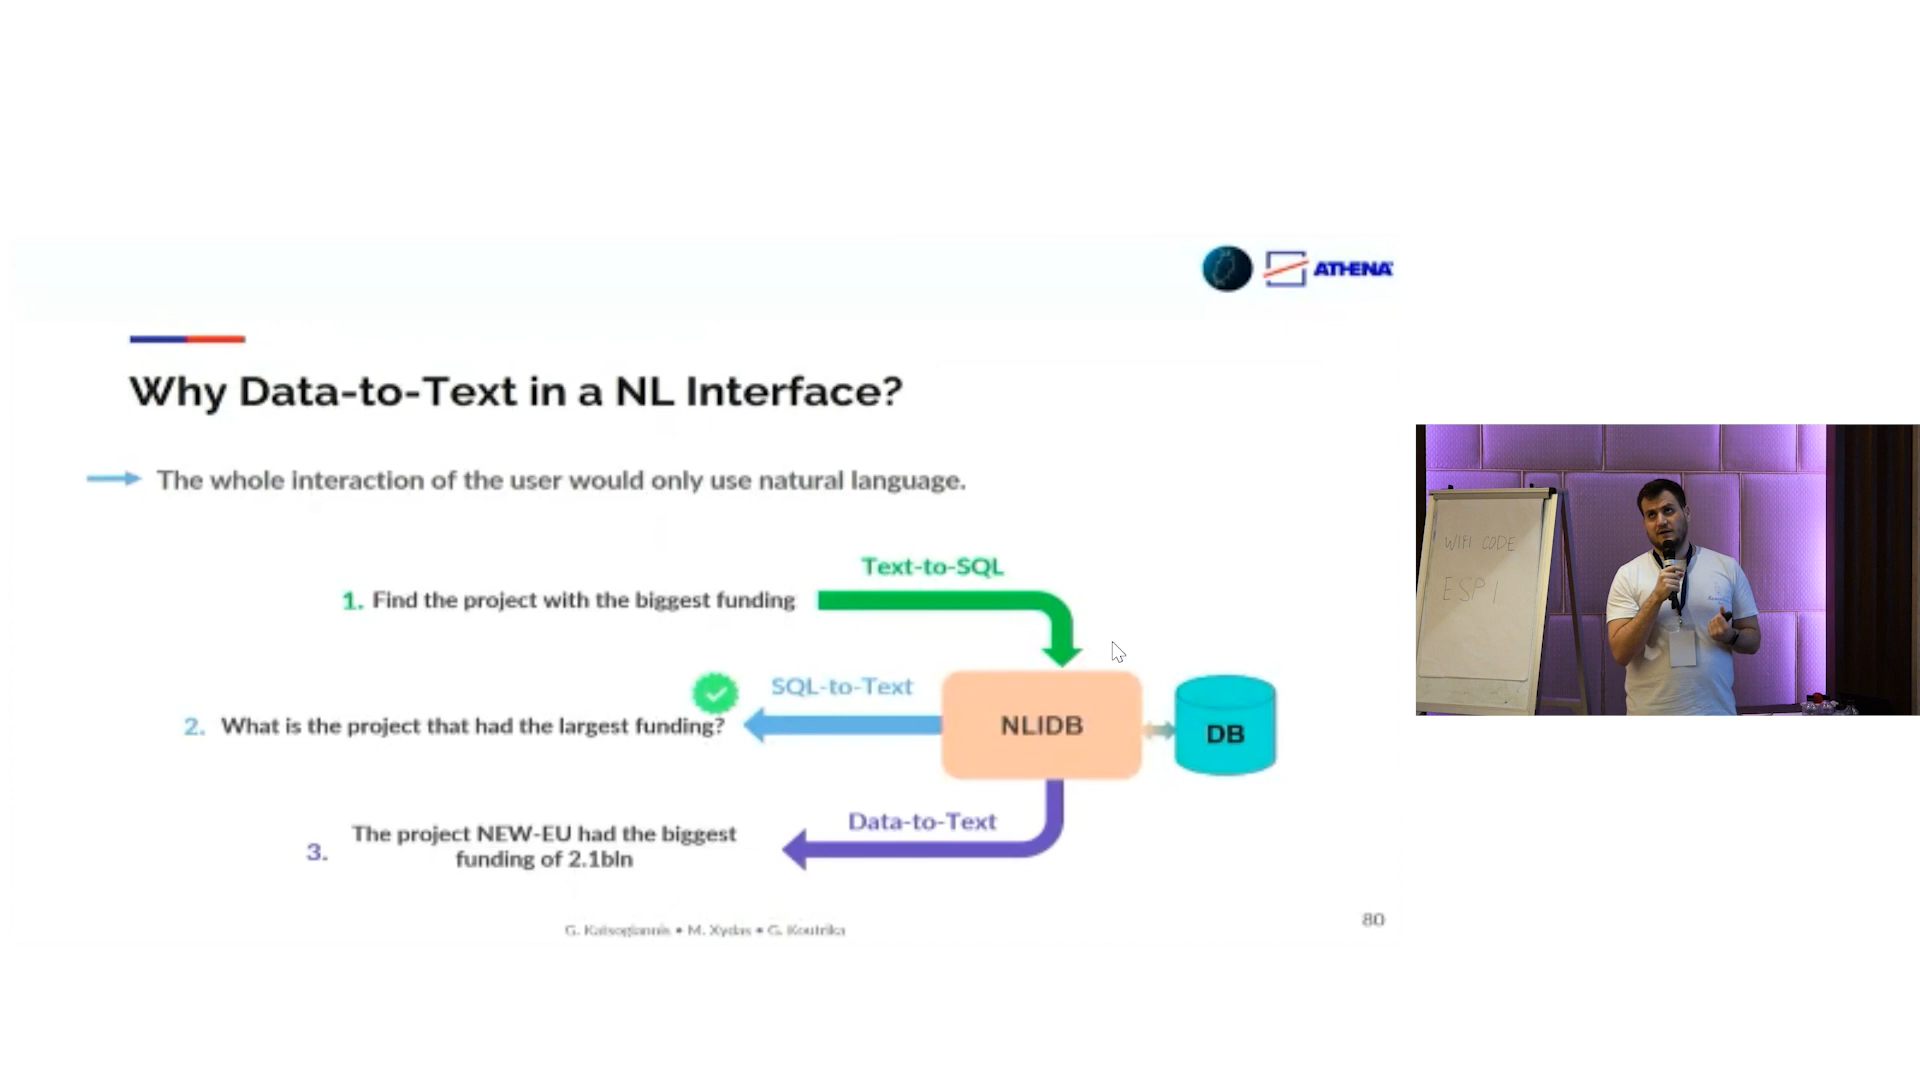 ATHENA
Why Data-to-Text in a NL Interface?
The whole interaction of the user would only use natural language.
Text-to-SQL
1. Find the project with the biggest funding
SQL-to-Text
2. What is the project that had the largest funding?
NLIDB
DB
Data-to-Text
3. The project NEW-EU had the biggest
funding of 2.1bln
G. Katsogiannis • M. Xydas • G. Koutrika
80
WIFI CODE
ESP1